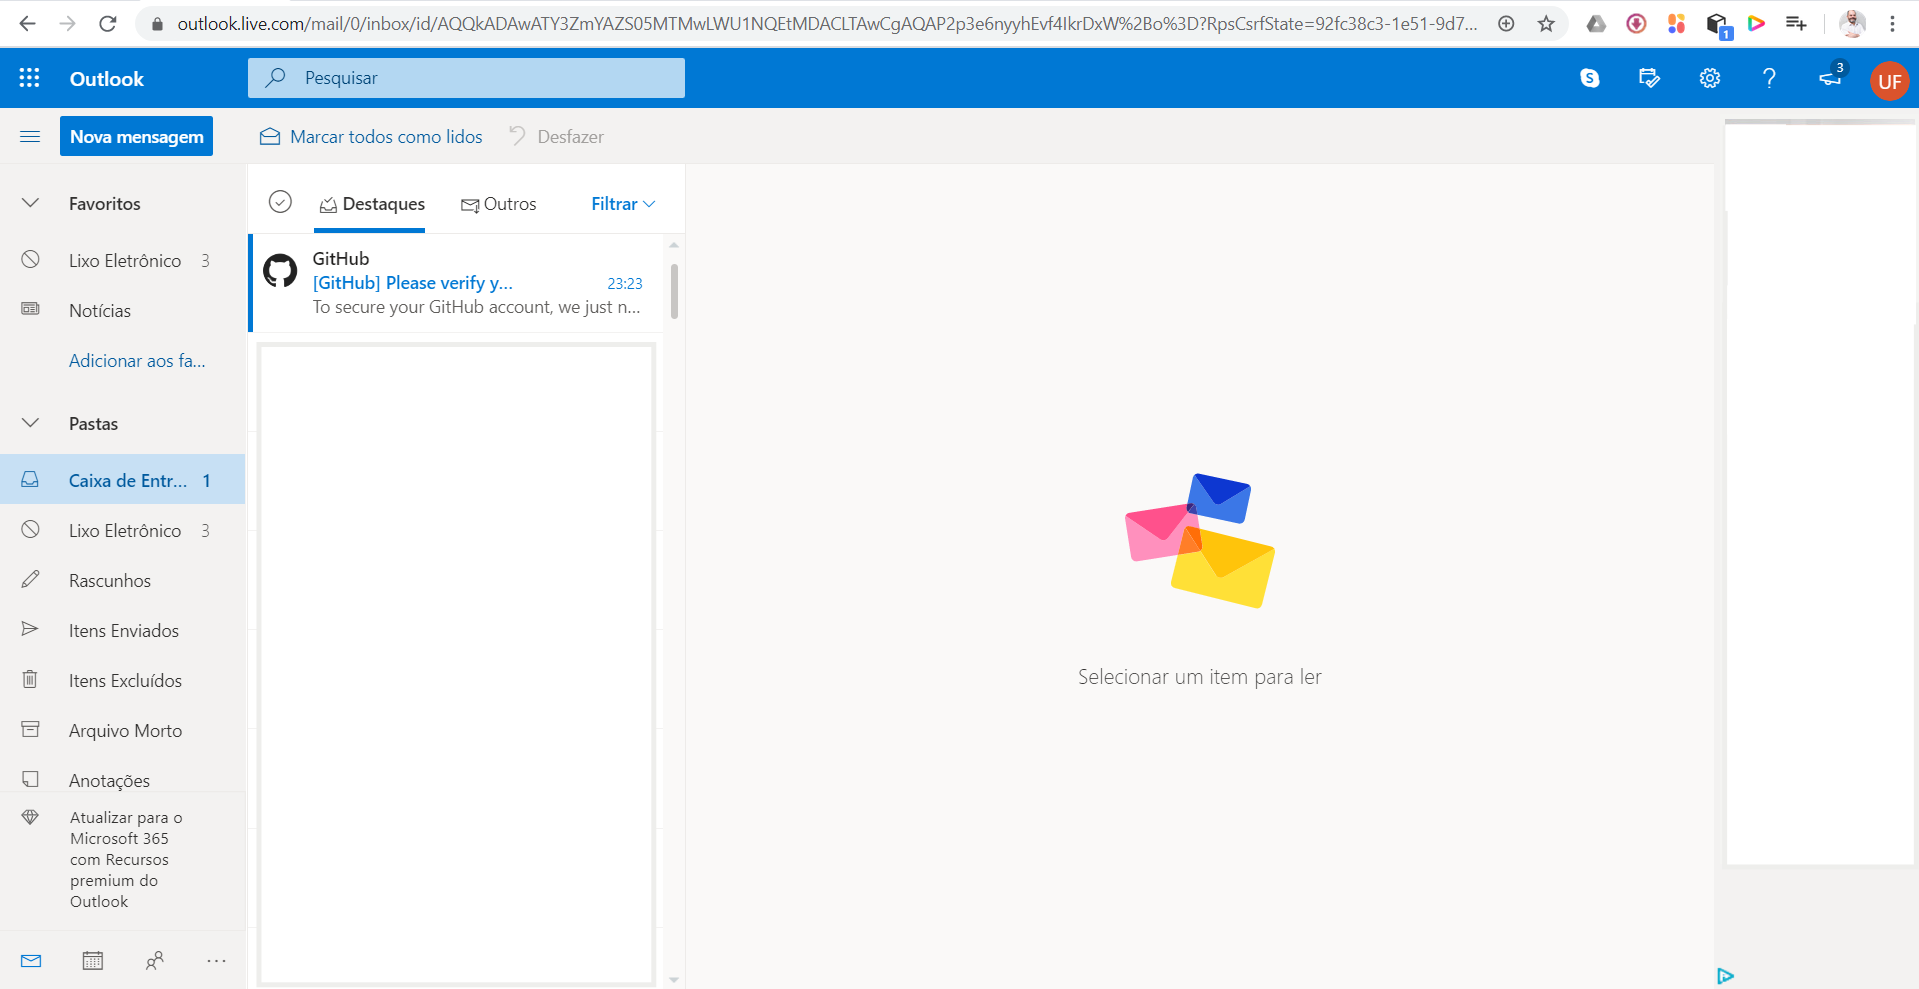 outlook.live.com/mail/0/inbox/id/AQQkADAwATY3ZmYAZS05MTMwLWU1NQEtMDACLTAwCgAQAP2p3e6nyyhEvf4IkrDxW%2Bo%3D?RpsCsrfState=92fc38c3-1e51-9d7...
1
Outlook
Pesquisar
S
?
3
UF
Nova mensagem
Marcar todos como lidos
Desfazer
Favoritos
Destaques
Outros
Filtrar
Lixo Eletrônico 3
GitHub
[GitHub] Please verify y... 23:23
To secure your GitHub account, we just n...
Notícias
Adicionar aos fa...
Pastas
Caixa de Entr... 1
Lixo Eletrônico 3
Rascunhos
Itens Enviados
Itens Excluídos
Arquivo Morto
Anotações
Atualizar para o
Microsoft 365
com Recursos
premium do
Outlook
Selecionar um item para ler